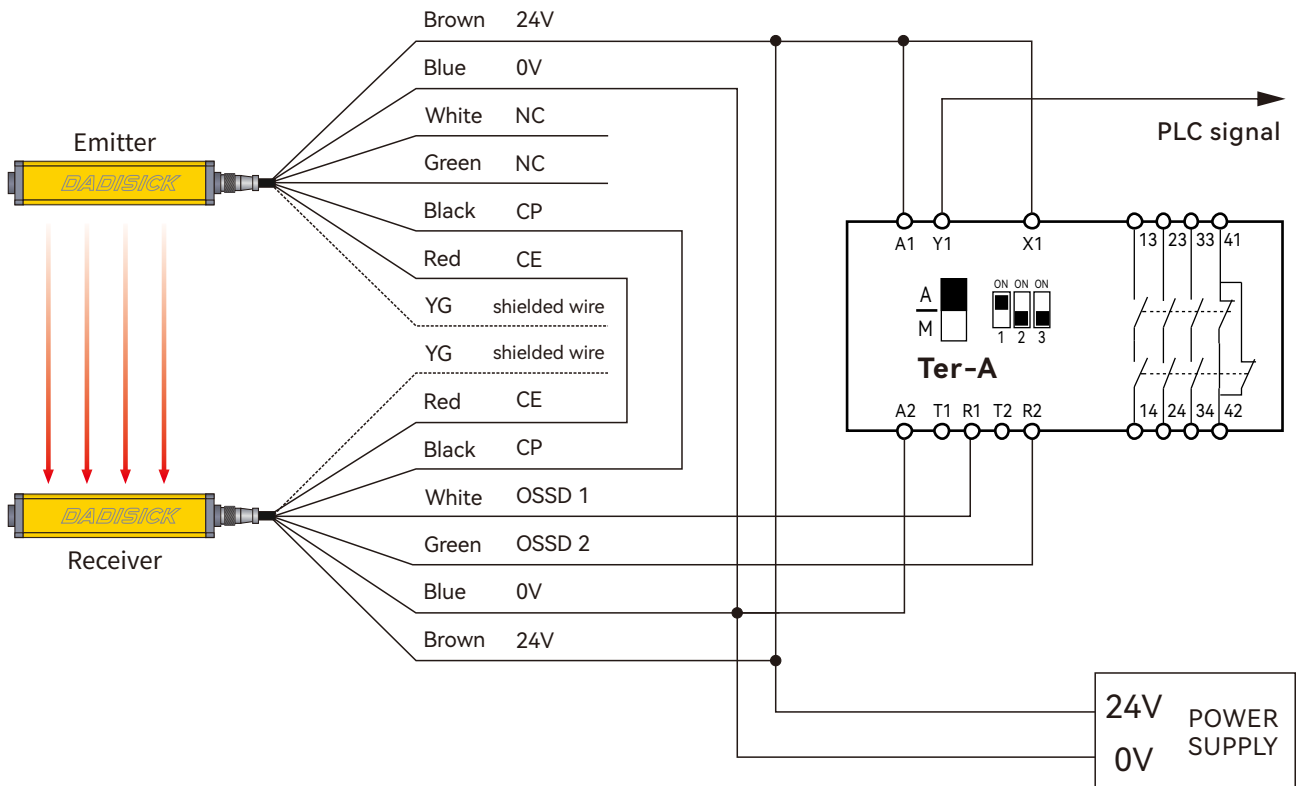 Brown 24V
Blue 0V
White NC
Green NC
Black CP
Red CE
YG shielded wire
YG shielded wire
Red CE
Black CP
White OSSD 1
Green OSSD 2
Blue 0V
Brown 24V
Emitter
DADISICK
DADISICK
Receiver
PLC signal
A1 Y1 X1 13 23 33 41
A
M
ON ON ON
1 2 3
Ter-A
A2 T1 R1 T2 R2 14 24 34 42
24V
0V
POWER
SUPPLY